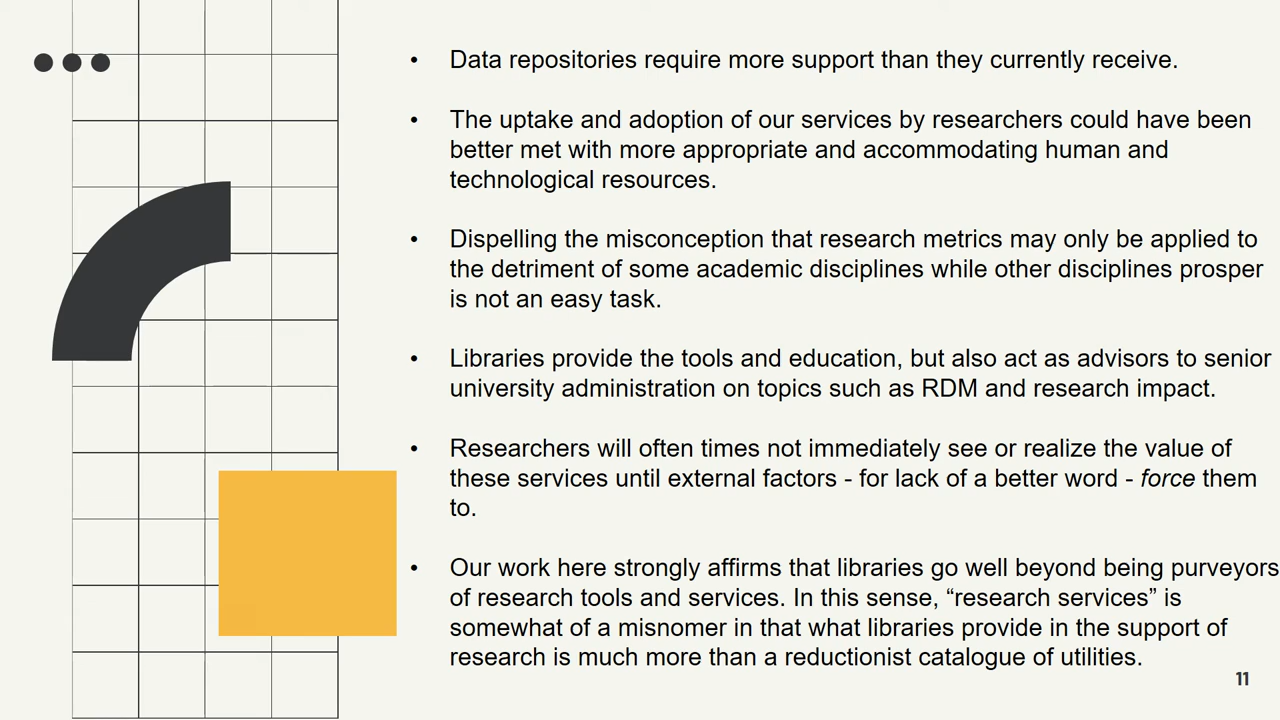 • Data repositories require more support than they currently receive.
• The uptake and adoption of our services by researchers could have been
better met with more appropriate and accommodating human and
technological resources.
• Dispelling the misconception that research metrics may only be applied to
the detriment of some academic disciplines while other disciplines prosper
is not an easy task.
• Libraries provide the tools and education, but also act as advisors to senior
university administration on topics such as RDM and research impact.
• Researchers will often times not immediately see or realize the value of
these services until external factors - for lack of a better word - force them
to.
• Our work here strongly affirms that libraries go well beyond being purveyors
of research tools and services. In this sense, “research services” is
somewhat of a misnomer in that what libraries provide in the support of
research is much more than a reductionist catalogue of utilities.
11